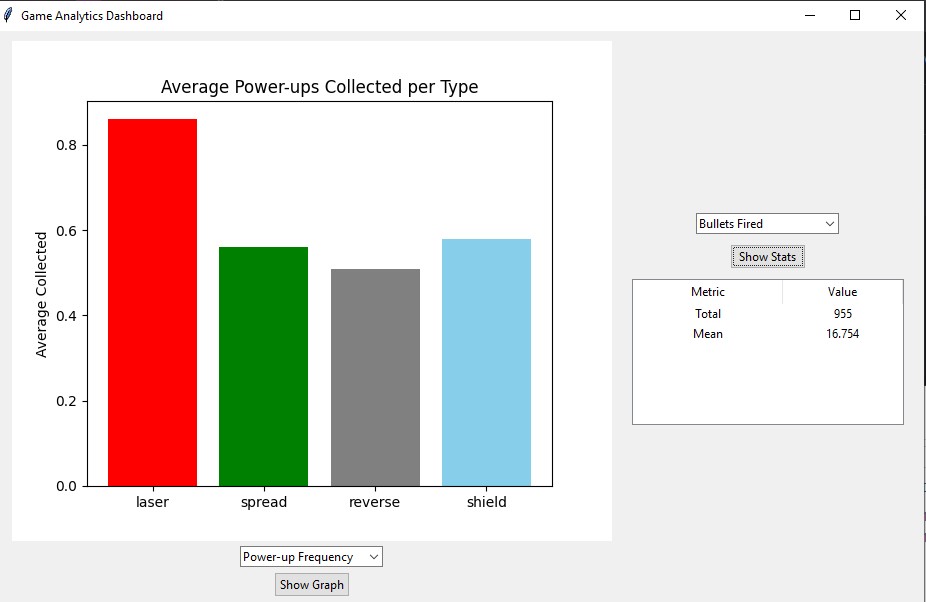 Game Analytics Dashboard
Average Power-ups Collected per Type
Average Collected
0.8
0.6
0.4
0.2
0.0
laser spread reverse shield
Power-up Frequency
Show Graph
Bullets Fired
Show Stats
Metric Value
Total 955
Mean 16.754